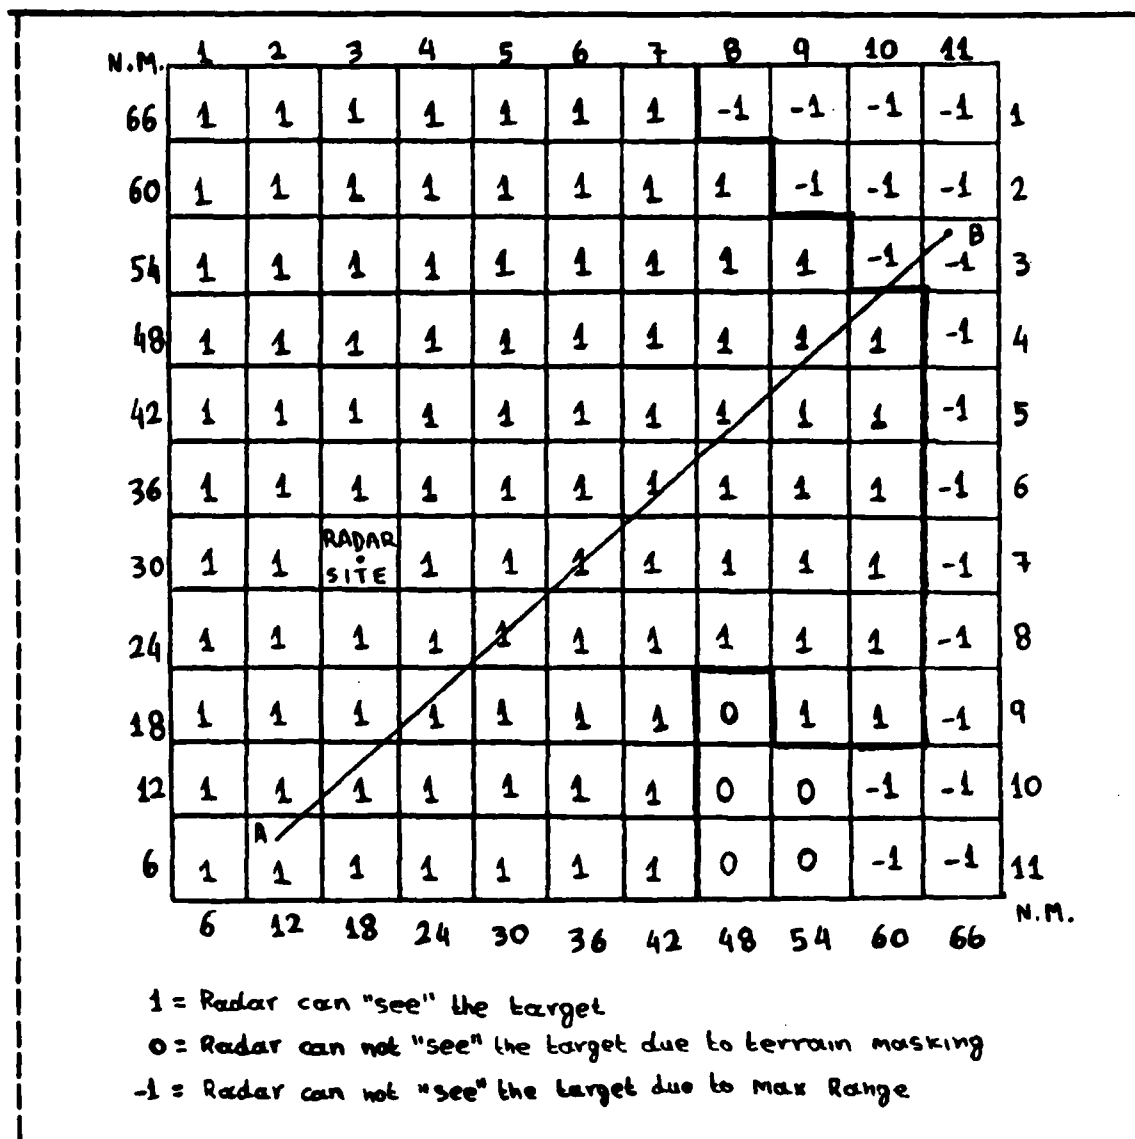 1 2 3 4 5 6 7 8 9 10 11
N.M.
66 1 1 1 1 1 1 1 -1 -1 -1 -1 1
60 1 1 1 1 1 1 1 1 -1 -1 -1 2
B
54 1 1 1 1 1 1 1 1 1 -1 -1 3
48 1 1 1 1 1 1 1 1 1 1 -1 4
42 1 1 1 1 1 1 1 1 1 1 -1 5
36 1 1 1 1 1 1 1 1 1 1 -1 6
RADAR
30 1 1 SITE 1 1 1 1 1 1 1 -1 7
24 1 1 1 1 1 1 1 1 1 1 -1 8
18 1 1 1 1 1 1 1 0 1 1 -1 9
12 1 1 1 1 1 1 1 0 0 -1 -1 10
A
6 1 1 1 1 1 1 1 0 0 -1 -1 11
N.M.
6 12 18 24 30 36 42 48 54 60 66
1 = Radar can "see" the target
0 = Radar can not "see" the target due to terrain masking
-1 = Radar can not "see" the target due to Max Range